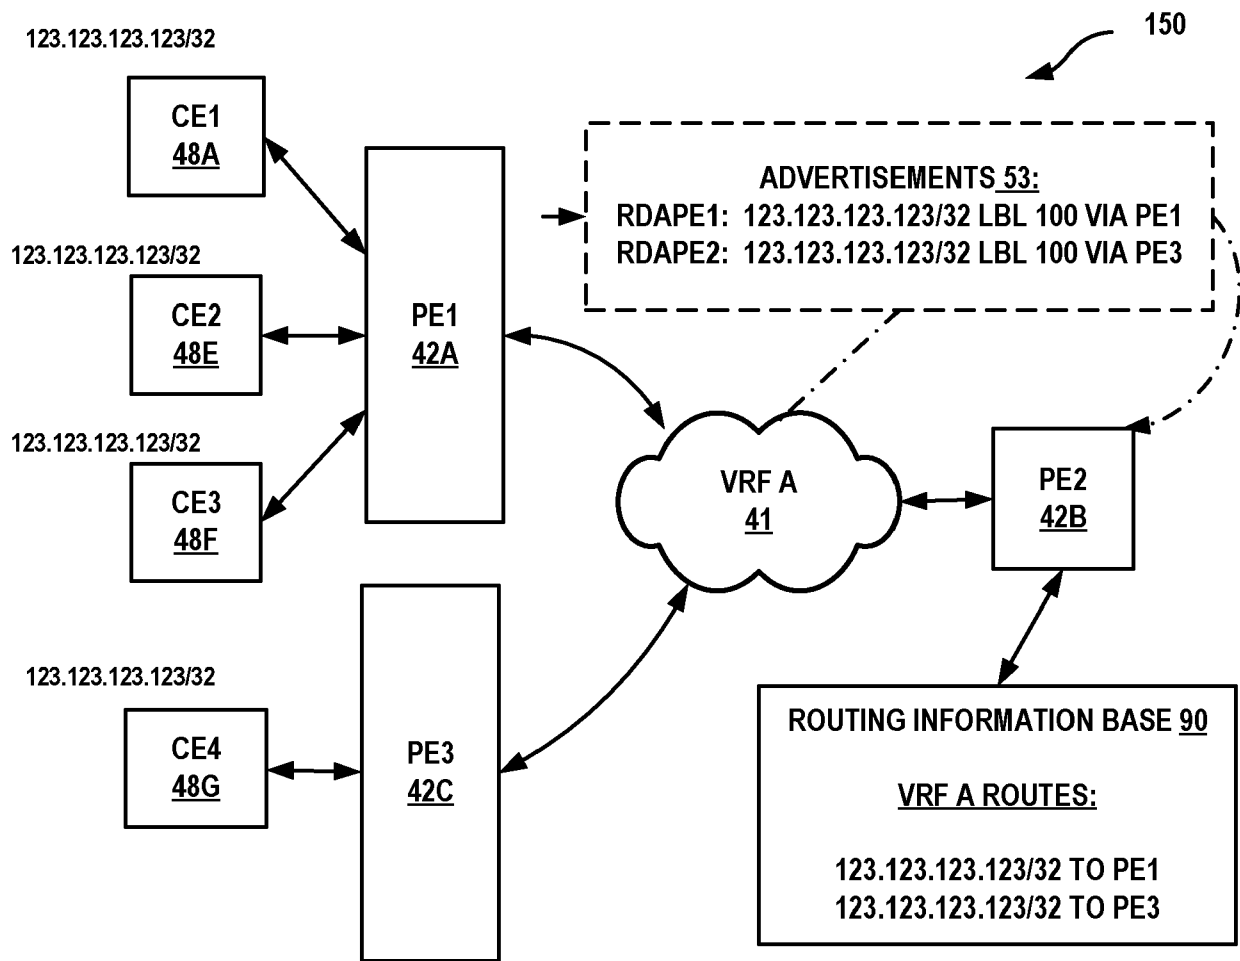 150
123.123.123.123/32
CE1
48A
123.123.123.123/32
CE2
48E
123.123.123.123/32
CE3
48F
PE1
42A
ADVERTISEMENTS 53:
RDAPE1: 123.123.123.123/32 LBL 100 VIA PE1
RDAPE2: 123.123.123.123/32 LBL 100 VIA PE3
VRF A
41
PE2
42B
123.123.123.123/32
CE4
48G
PE3
42C
ROUTING INFORMATION BASE 90
VRF A ROUTES:
123.123.123.123/32 TO PE1
123.123.123.123/32 TO PE3